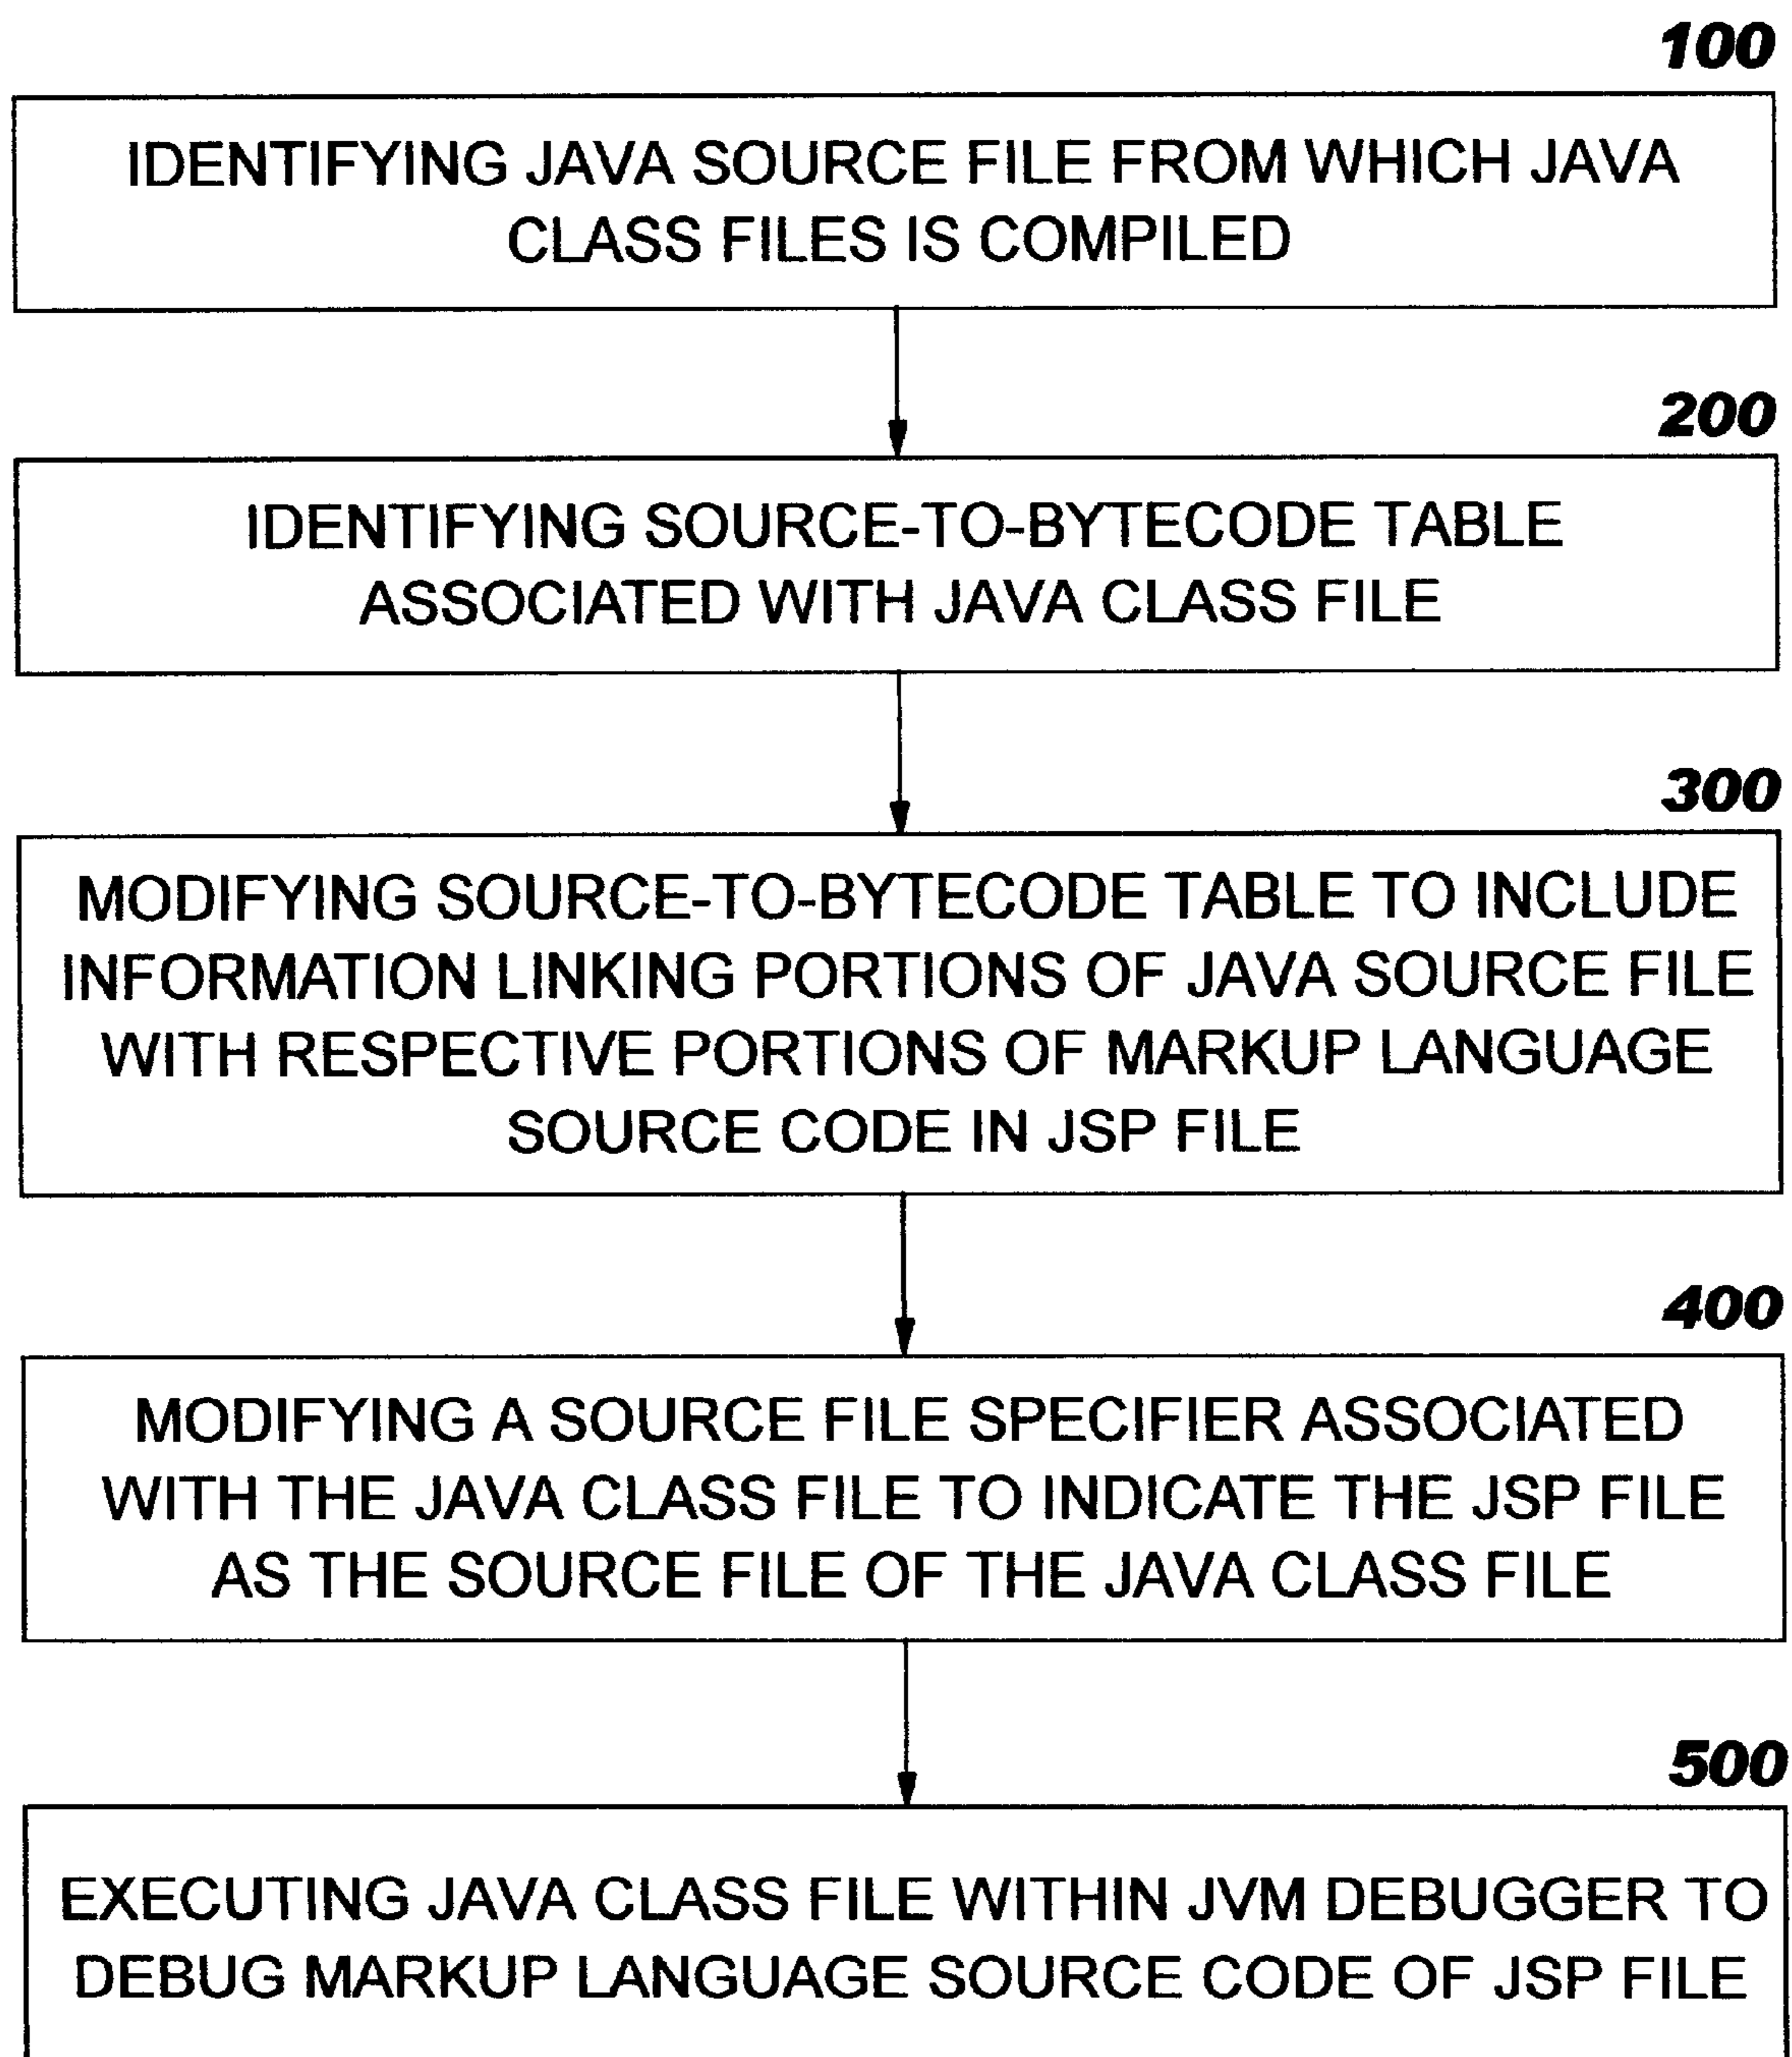 100
IDENTIFYING JAVA SOURCE FILE FROM WHICH JAVA
CLASS FILES IS COMPILED
200
IDENTIFYING SOURCE-TO-BYTECODE TABLE
ASSOCIATED WITH JAVA CLASS FILE
300
MODIFYING SOURCE-TO-BYTECODE TABLE TO INCLUDE
INFORMATION LINKING PORTIONS OF JAVA SOURCE FILE
WITH RESPECTIVE PORTIONS OF MARKUP LANGUAGE
SOURCE CODE IN JSP FILE
400
MODIFYING A SOURCE FILE SPECIFIER ASSOCIATED
WITH THE JAVA CLASS FILE TO INDICATE THE JSP FILE
AS THE SOURCE FILE OF THE JAVA CLASS FILE
500
EXECUTING JAVA CLASS FILE WITHIN JVM DEBUGGER TO
DEBUG MARKUP LANGUAGE SOURCE CODE OF JSP FILE